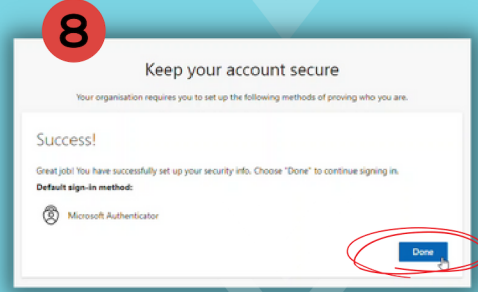 8
Keep your account secure
Your organisation requires you to set up the following methods of proving who you are.
Success!
Great job! You have successfully set up your security info. Choose "Done" to continue signing in.
Default sign-in method:
Microsoft Authenticator
Done